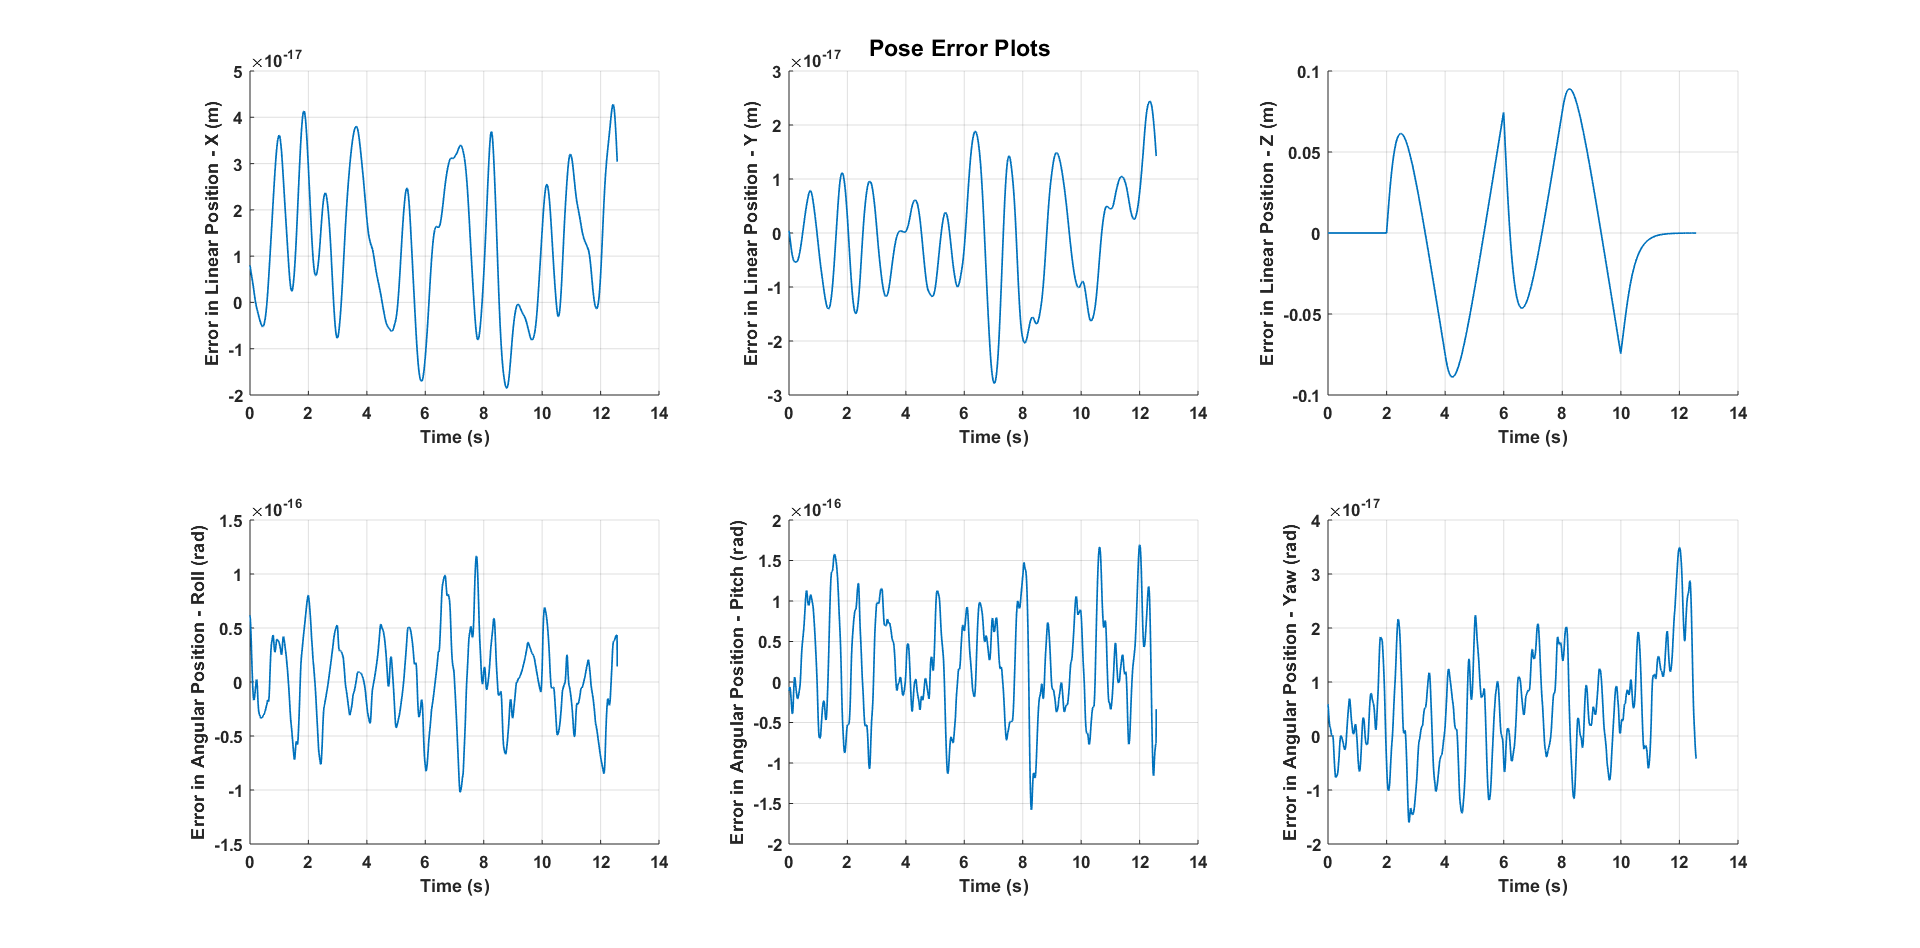 Pose Error Plots
×10-17
5
4
3
2
1
0
-1
-2
0 2 4 6 8 10 12 14
Time (s)
Error in Linear Position - X (m)
×10-17
3
2
1
0
-1
-2
-3
0 2 4 6 8 10 12 14
Time (s)
Error in Linear Position - Y (m)
0.1
0.05
0
-0.05
-0.1
0 2 4 6 8 10 12 14
Time (s)
Error in Linear Position - Z (m)
×10-16
1.5
1
0.5
0
-0.5
-1
-1.5
0 2 4 6 8 10 12 14
Time (s)
Error in Angular Position - Roll (rad)
×10-16
2
1.5
1
0.5
0
-0.5
-1
-1.5
-2
0 2 4 6 8 10 12 14
Time (s)
Error in Angular Position - Pitch (rad)
×10-17
4
3
2
1
0
-1
-2
0 2 4 6 8 10 12 14
Time (s)
Error in Angular Position - Yaw (rad)